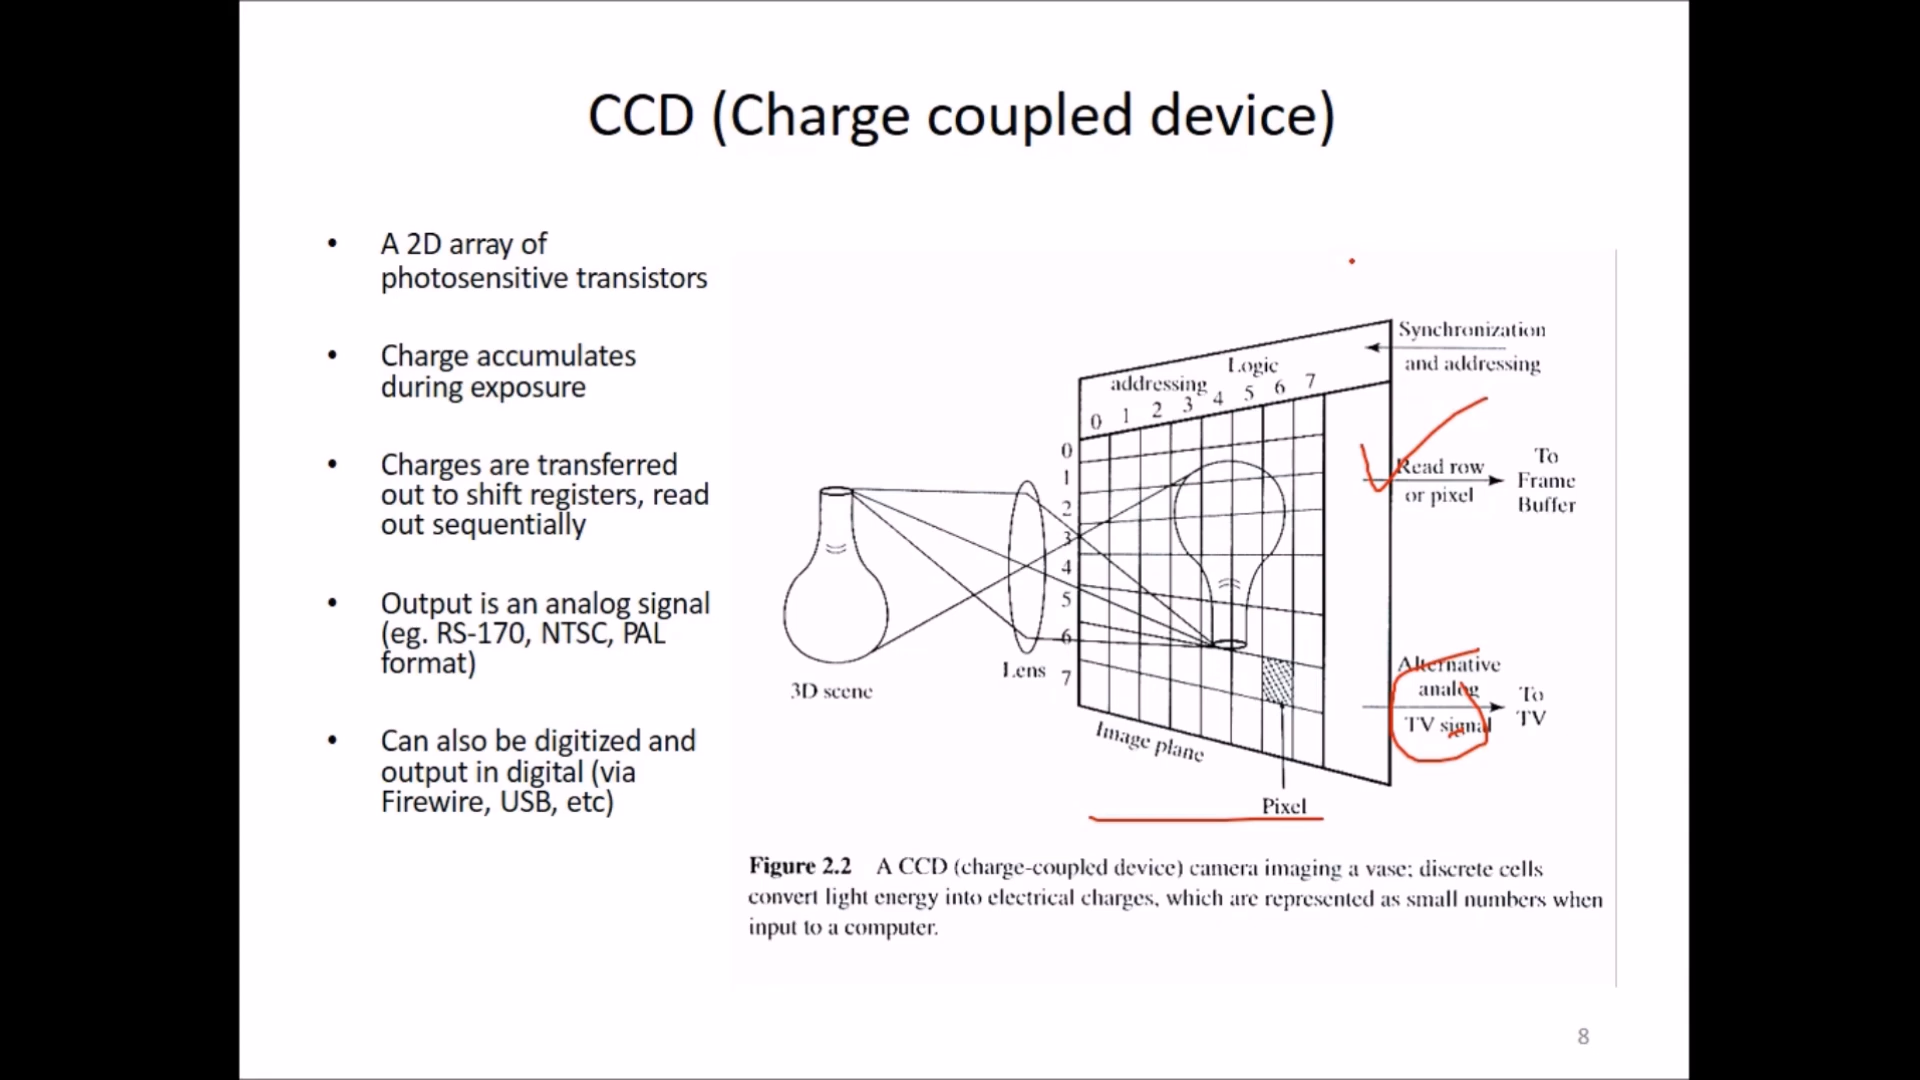 CCD (Charge coupled device)
• A 2D array of
photosensitive transistors
• Charge accumulates
during exposure
• Charges are transferred
out to shift registers, read
out sequentially
• Output is an analog signal
(eg. RS-170, NTSC, PAL
format)
• Can also be digitized and
output in digital (via
Firewire, USB, etc)
Synchronization
and addressing
Logic
addressing
0 1 2 3 4 5 6 7
0
1
2
3
4
5
6
7
Read row
or pixel
To
Frame
Buffer
Alternative
analog
TV signal
To
TV
Lens
3D scene
Image plane
Pixel
Figure 2.2 A CCD (charge-coupled device) camera imaging a vase; discrete cells
convert light energy into electrical charges, which are represented as small numbers when
input to a computer.
8